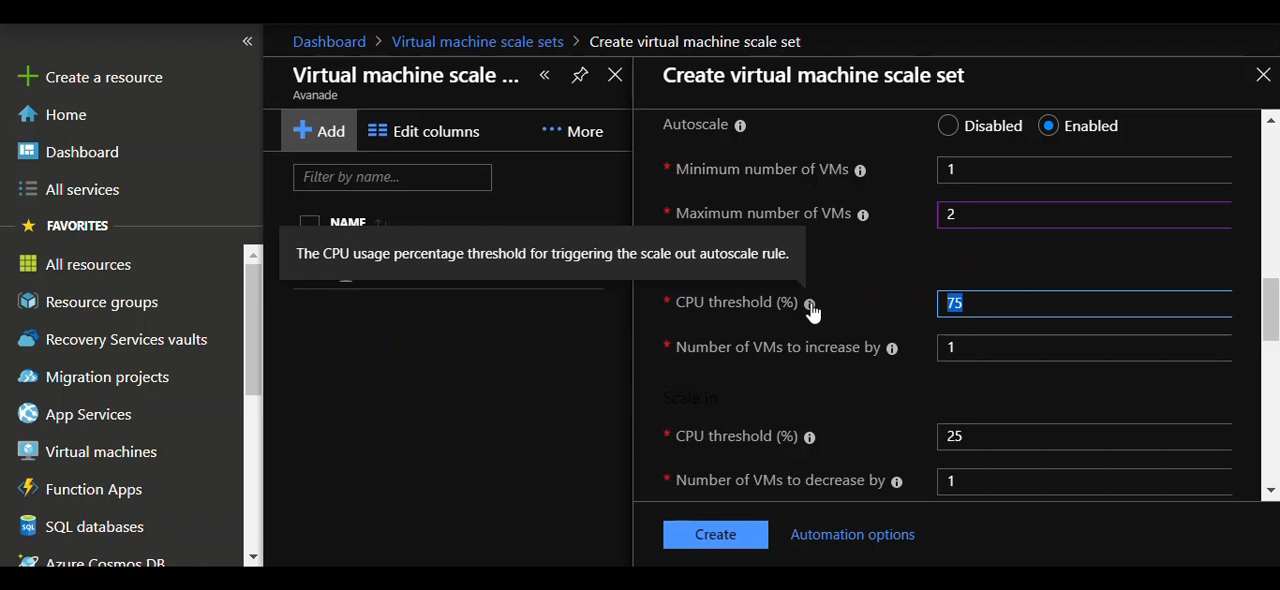 Dashboard > Virtual machine scale sets > Create virtual machine scale set
Create a resource
Home
Dashboard
All services
FAVORITES
All resources
Resource groups
Recovery Services vaults
Migration projects
App Services
Virtual machines
Function Apps
SQL databases
Azure Cosmos DB
Virtual machine scale ...
Avanade
Add
Edit columns
More
Filter by name...
NAME
The CPU usage percentage threshold for triggering the scale out autoscale rule.
Create virtual machine scale set
Autoscale Disabled Enabled
* Minimum number of VMs 1
* Maximum number of VMs 2
* CPU threshold (%) 75
* Number of VMs to increase by 1
Scale in
* CPU threshold (%) 25
* Number of VMs to decrease by 1
Create Automation options